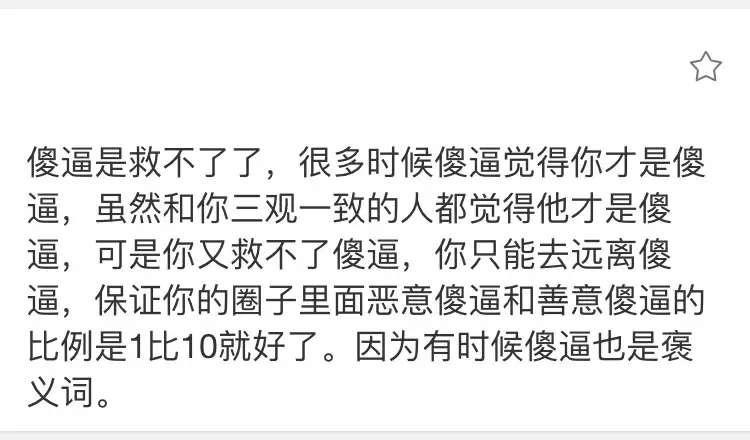 傻逼是救不了了，很多时候傻逼觉得你才是傻
逼，虽然和你三观一致的人都觉得他才是傻
逼，可是你又救不了傻逼，你只能去远离傻
逼，保证你的圈子里面恶意傻逼和善意傻逼的
比例是1比10就好了。因为有时候傻逼也是褒
义词。